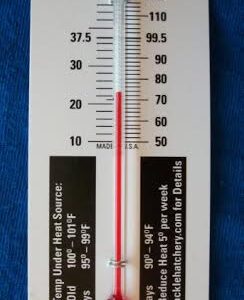 110
37.5 99.5
30 90
80
20 70
60
10 MADE U.S.A. 50
Temp Under Heat Source:
Old 100° – 101°F
ays 95° – 99°F
ays 90° – 94°F
educe Heat 5° per week
klehatchery.com for Details